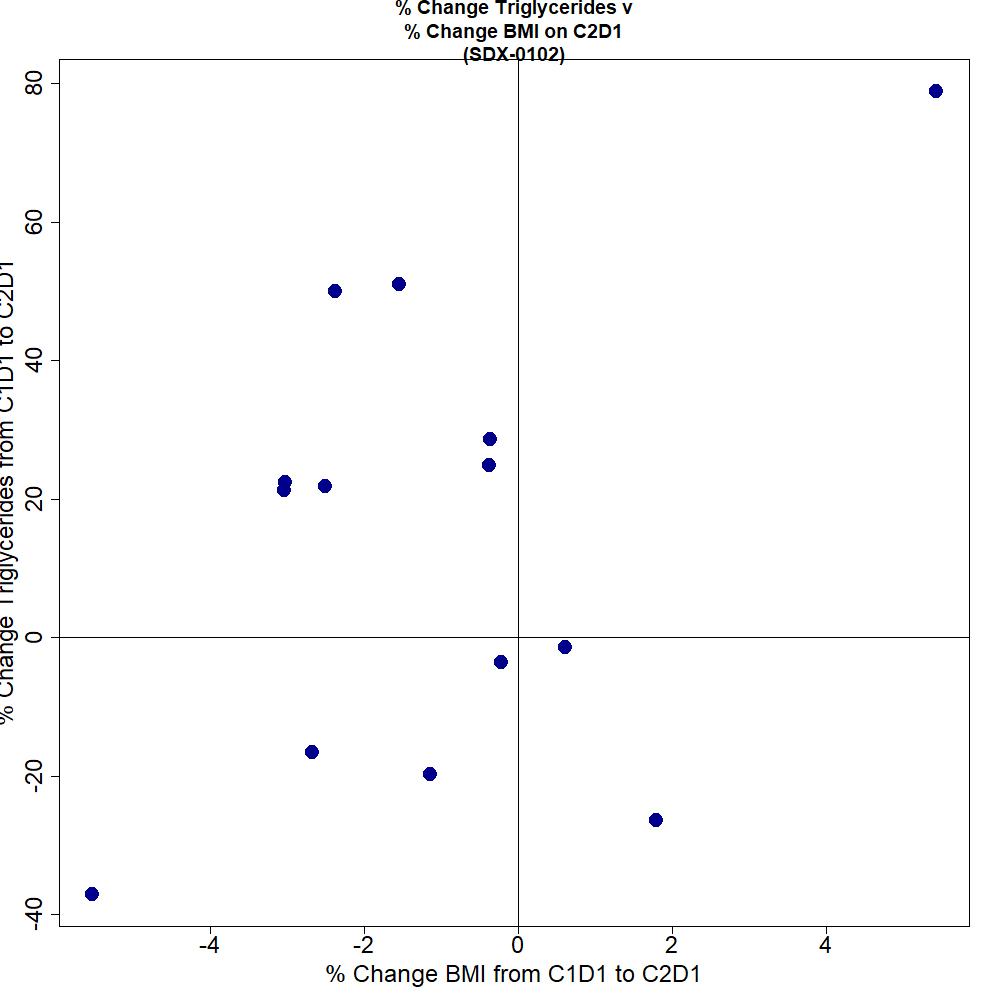 % Change Triglycerides v
% Change BMI on C2D1
(SDX-0102)
% Change Triglycerides from C1D1 to C2D1
80
60
40
20
0
-20
-40
-4
-2
0
2
4
% Change BMI from C1D1 to C2D1